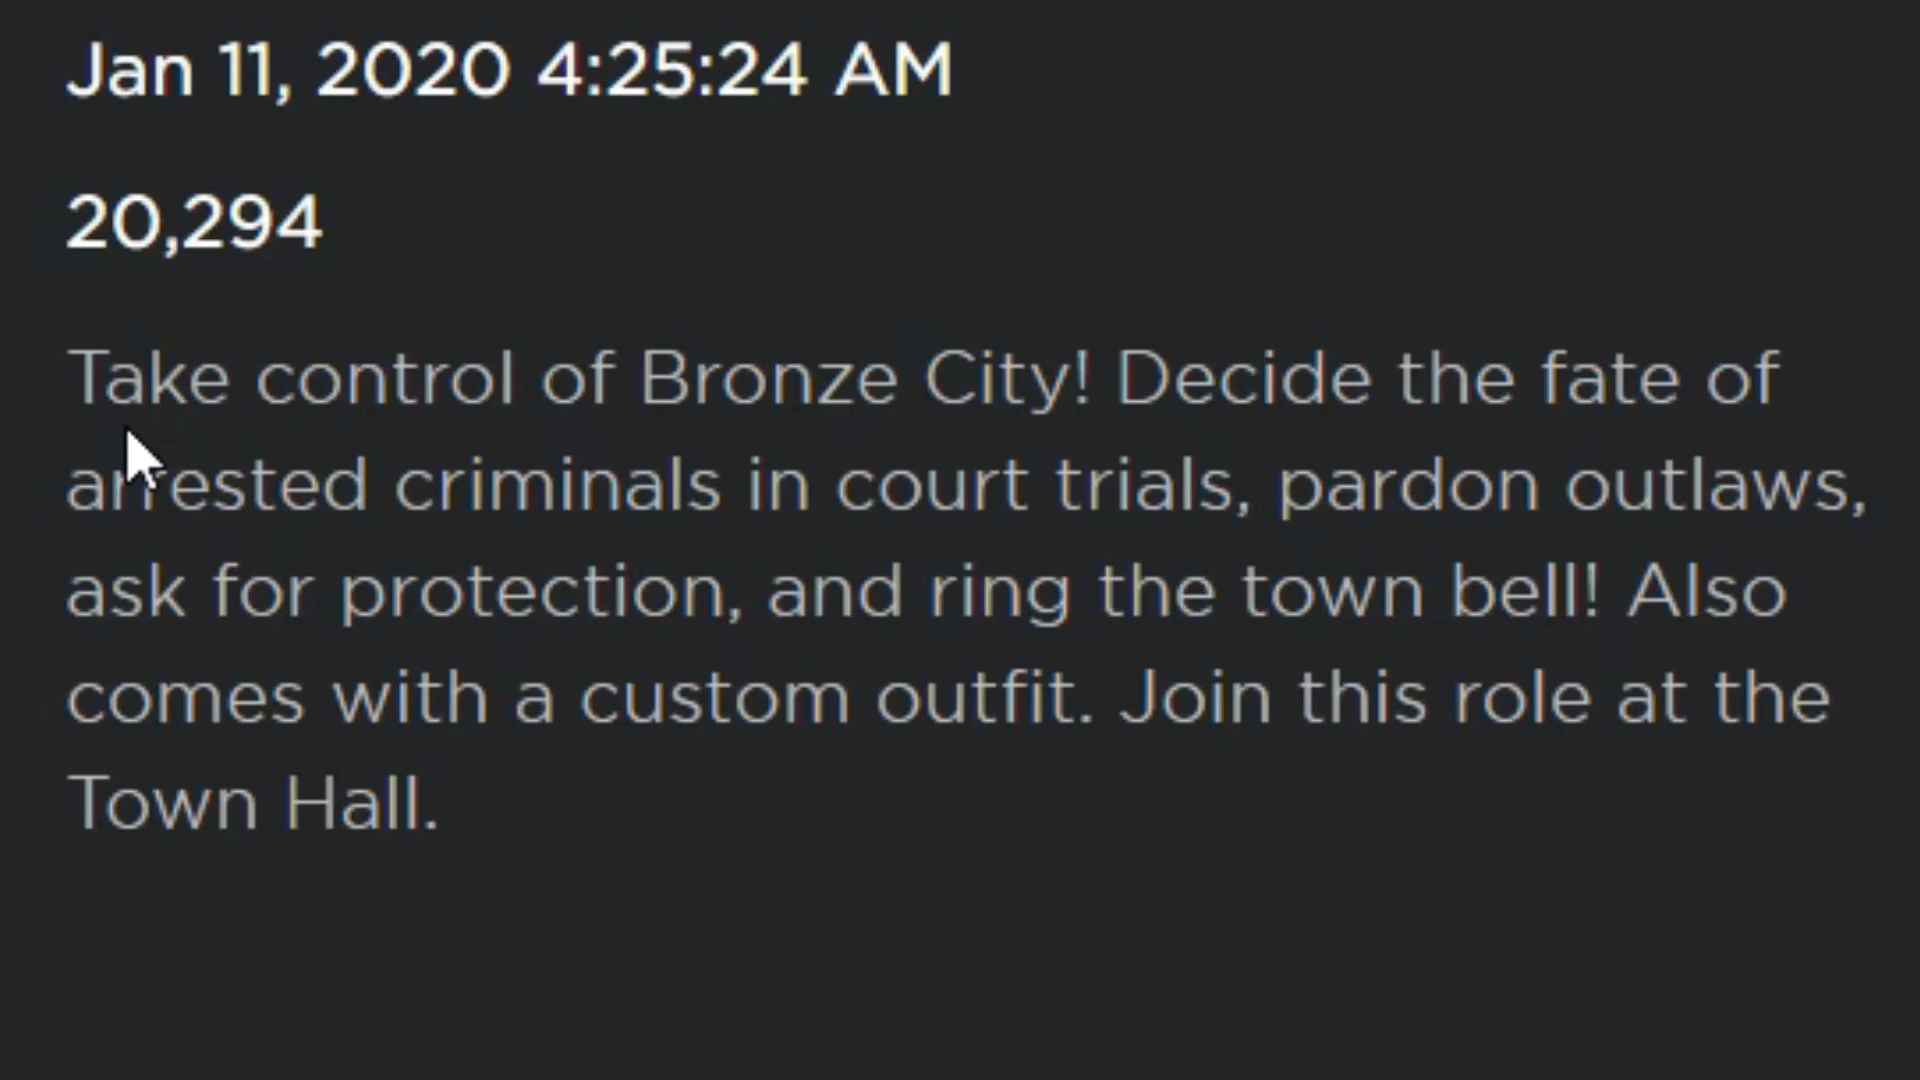 Jan 11, 2020 4:25:24 AM
20,294
Take control of Bronze City! Decide the fate of
arrested criminals in court trials, pardon outlaws,
ask for protection, and ring the town bell! Also
comes with a custom outfit. Join this role at the
Town Hall.